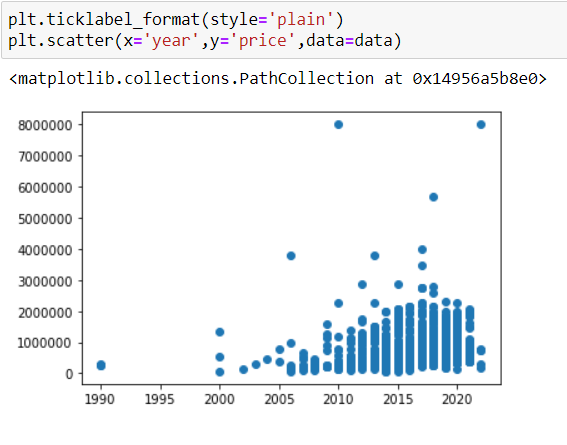 plt.ticklabel_format(style='plain')
plt.scatter(x='year',y='price',data=data)
<matplotlib.collections.PathCollection at 0x14956a5b8e0>
8000000
7000000
6000000
5000000
4000000
3000000
2000000
1000000
0
1990 1995 2000 2005 2010 2015 2020